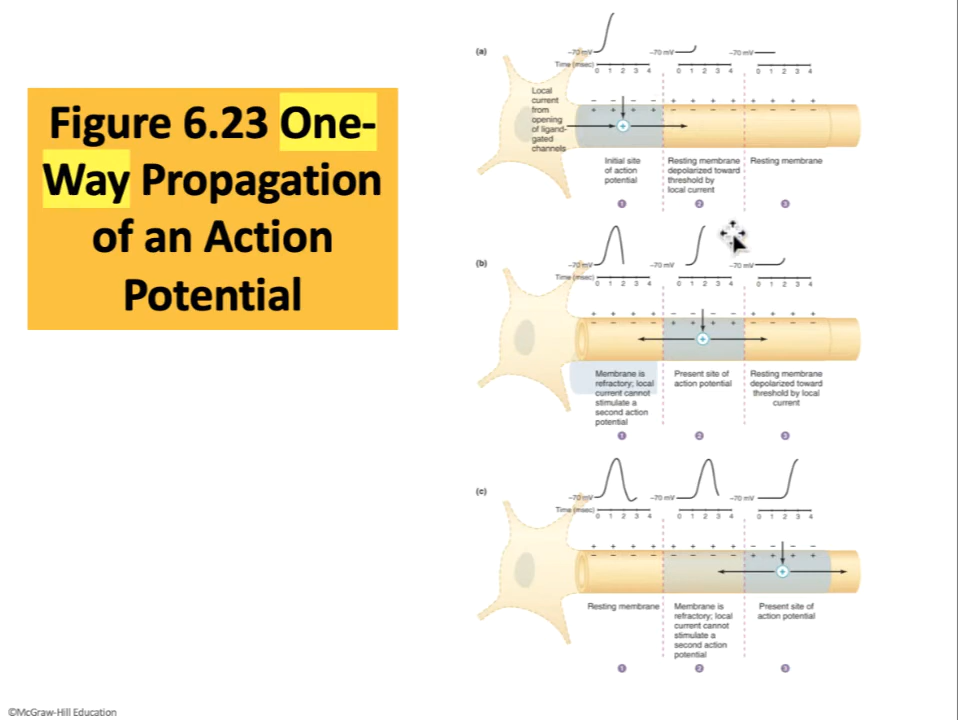 Figure 6.23 One-
Way Propagation
of an Action
Potential
(a)
−70 mV
−70 mV
−70 mV
Time (msec)
0 1 2 3 4
0 1 2 3 4
0 1 2 3 4
Local
current
from
opening
of ligand-
gated
channels
− − − − + + + + + + + +
+ + + + − − − − − − − −
+
Initial site
of action
potential
Resting membrane
depolarized toward
threshold by
local current
Resting membrane
1
2
3
(b)
−70 mV
−70 mV
−70 mV
Time (msec)
0 1 2 3 4
0 1 2 3 4
0 1 2 3 4
+ + + + − − − − + + + +
− − − − + + + + − − − −
+
Membrane is
refractory; local
current cannot
stimulate a
second action
potential
Present site of
action potential
Resting membrane
depolarized toward
threshold by local
current
1
2
3
(c)
−70 mV
−70 mV
−70 mV
Time (msec)
0 1 2 3 4
0 1 2 3 4
0 1 2 3 4
+ + + + + + + + − − − −
− − − − − − − − + + + +
+
Resting membrane
Membrane is
refractory; local
current cannot
stimulate a
second action
potential
Present site of
action potential
1
2
3
©McGraw-Hill Education